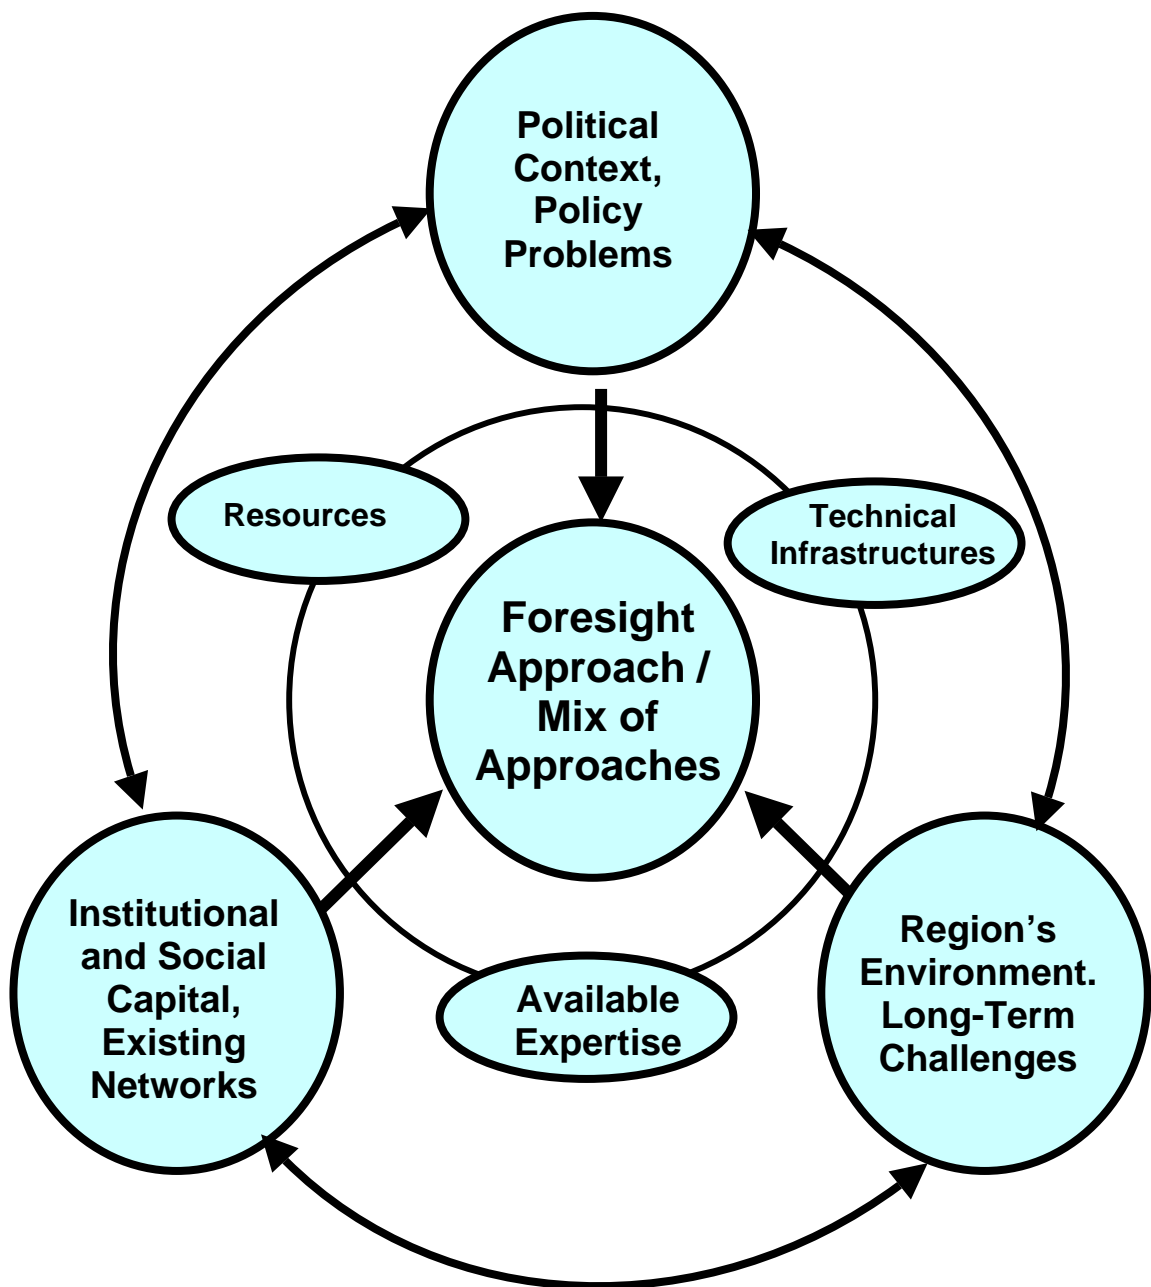 Political
Context,
Policy
Problems
Resources
Technical
Infrastructures
Foresight
Approach /
Mix of
Approaches
Institutional
and Social
Capital,
Existing
Networks
Available
Expertise
Region’s
Environment.
Long-Term
Challenges